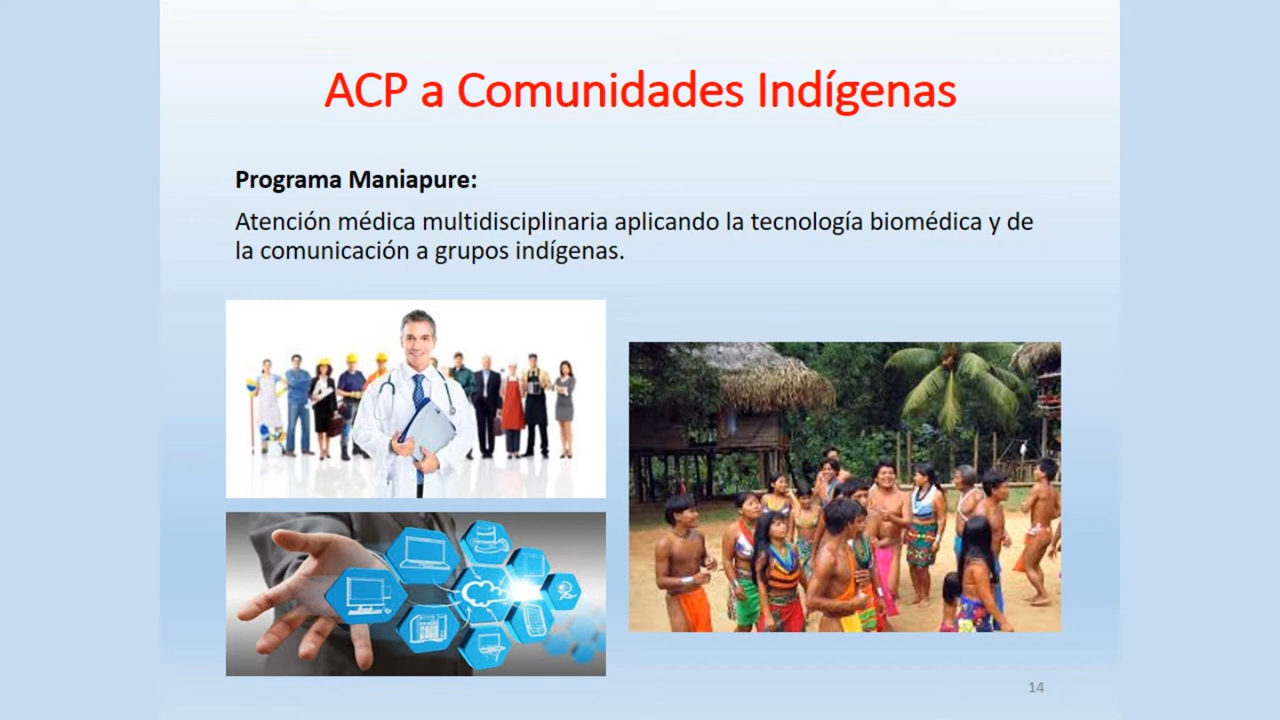 ACP a Comunidades Indígenas
Programa Maniapure:
Atención médica multidisciplinaria aplicando la tecnología biomédica y de
la comunicación a grupos indígenas.
14